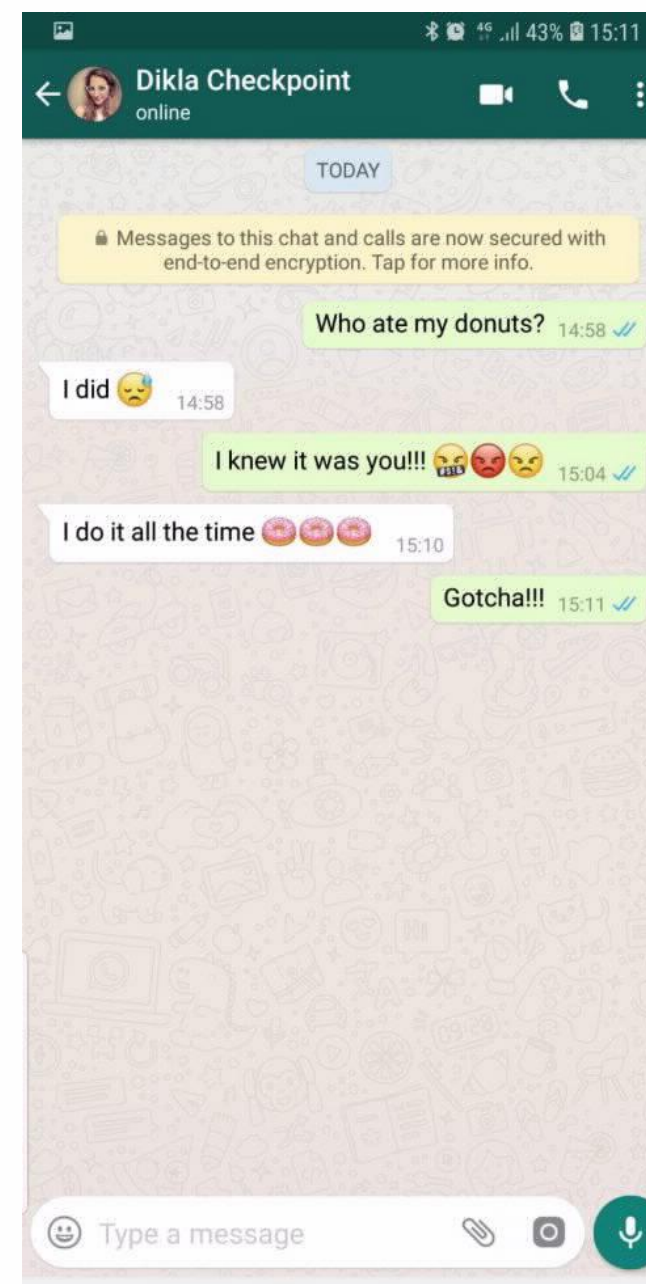 4G 43% 15:11
Dikla Checkpoint
online
TODAY
Messages to this chat and calls are now secured with
end-to-end encryption. Tap for more info.
Who ate my donuts? 14:58
I did 😓 14:58
I knew it was you!!! 🤬😡😠 15:04
I do it all the time 🍩🍩🍩 15:10
Gotcha!!! 15:11
Type a message